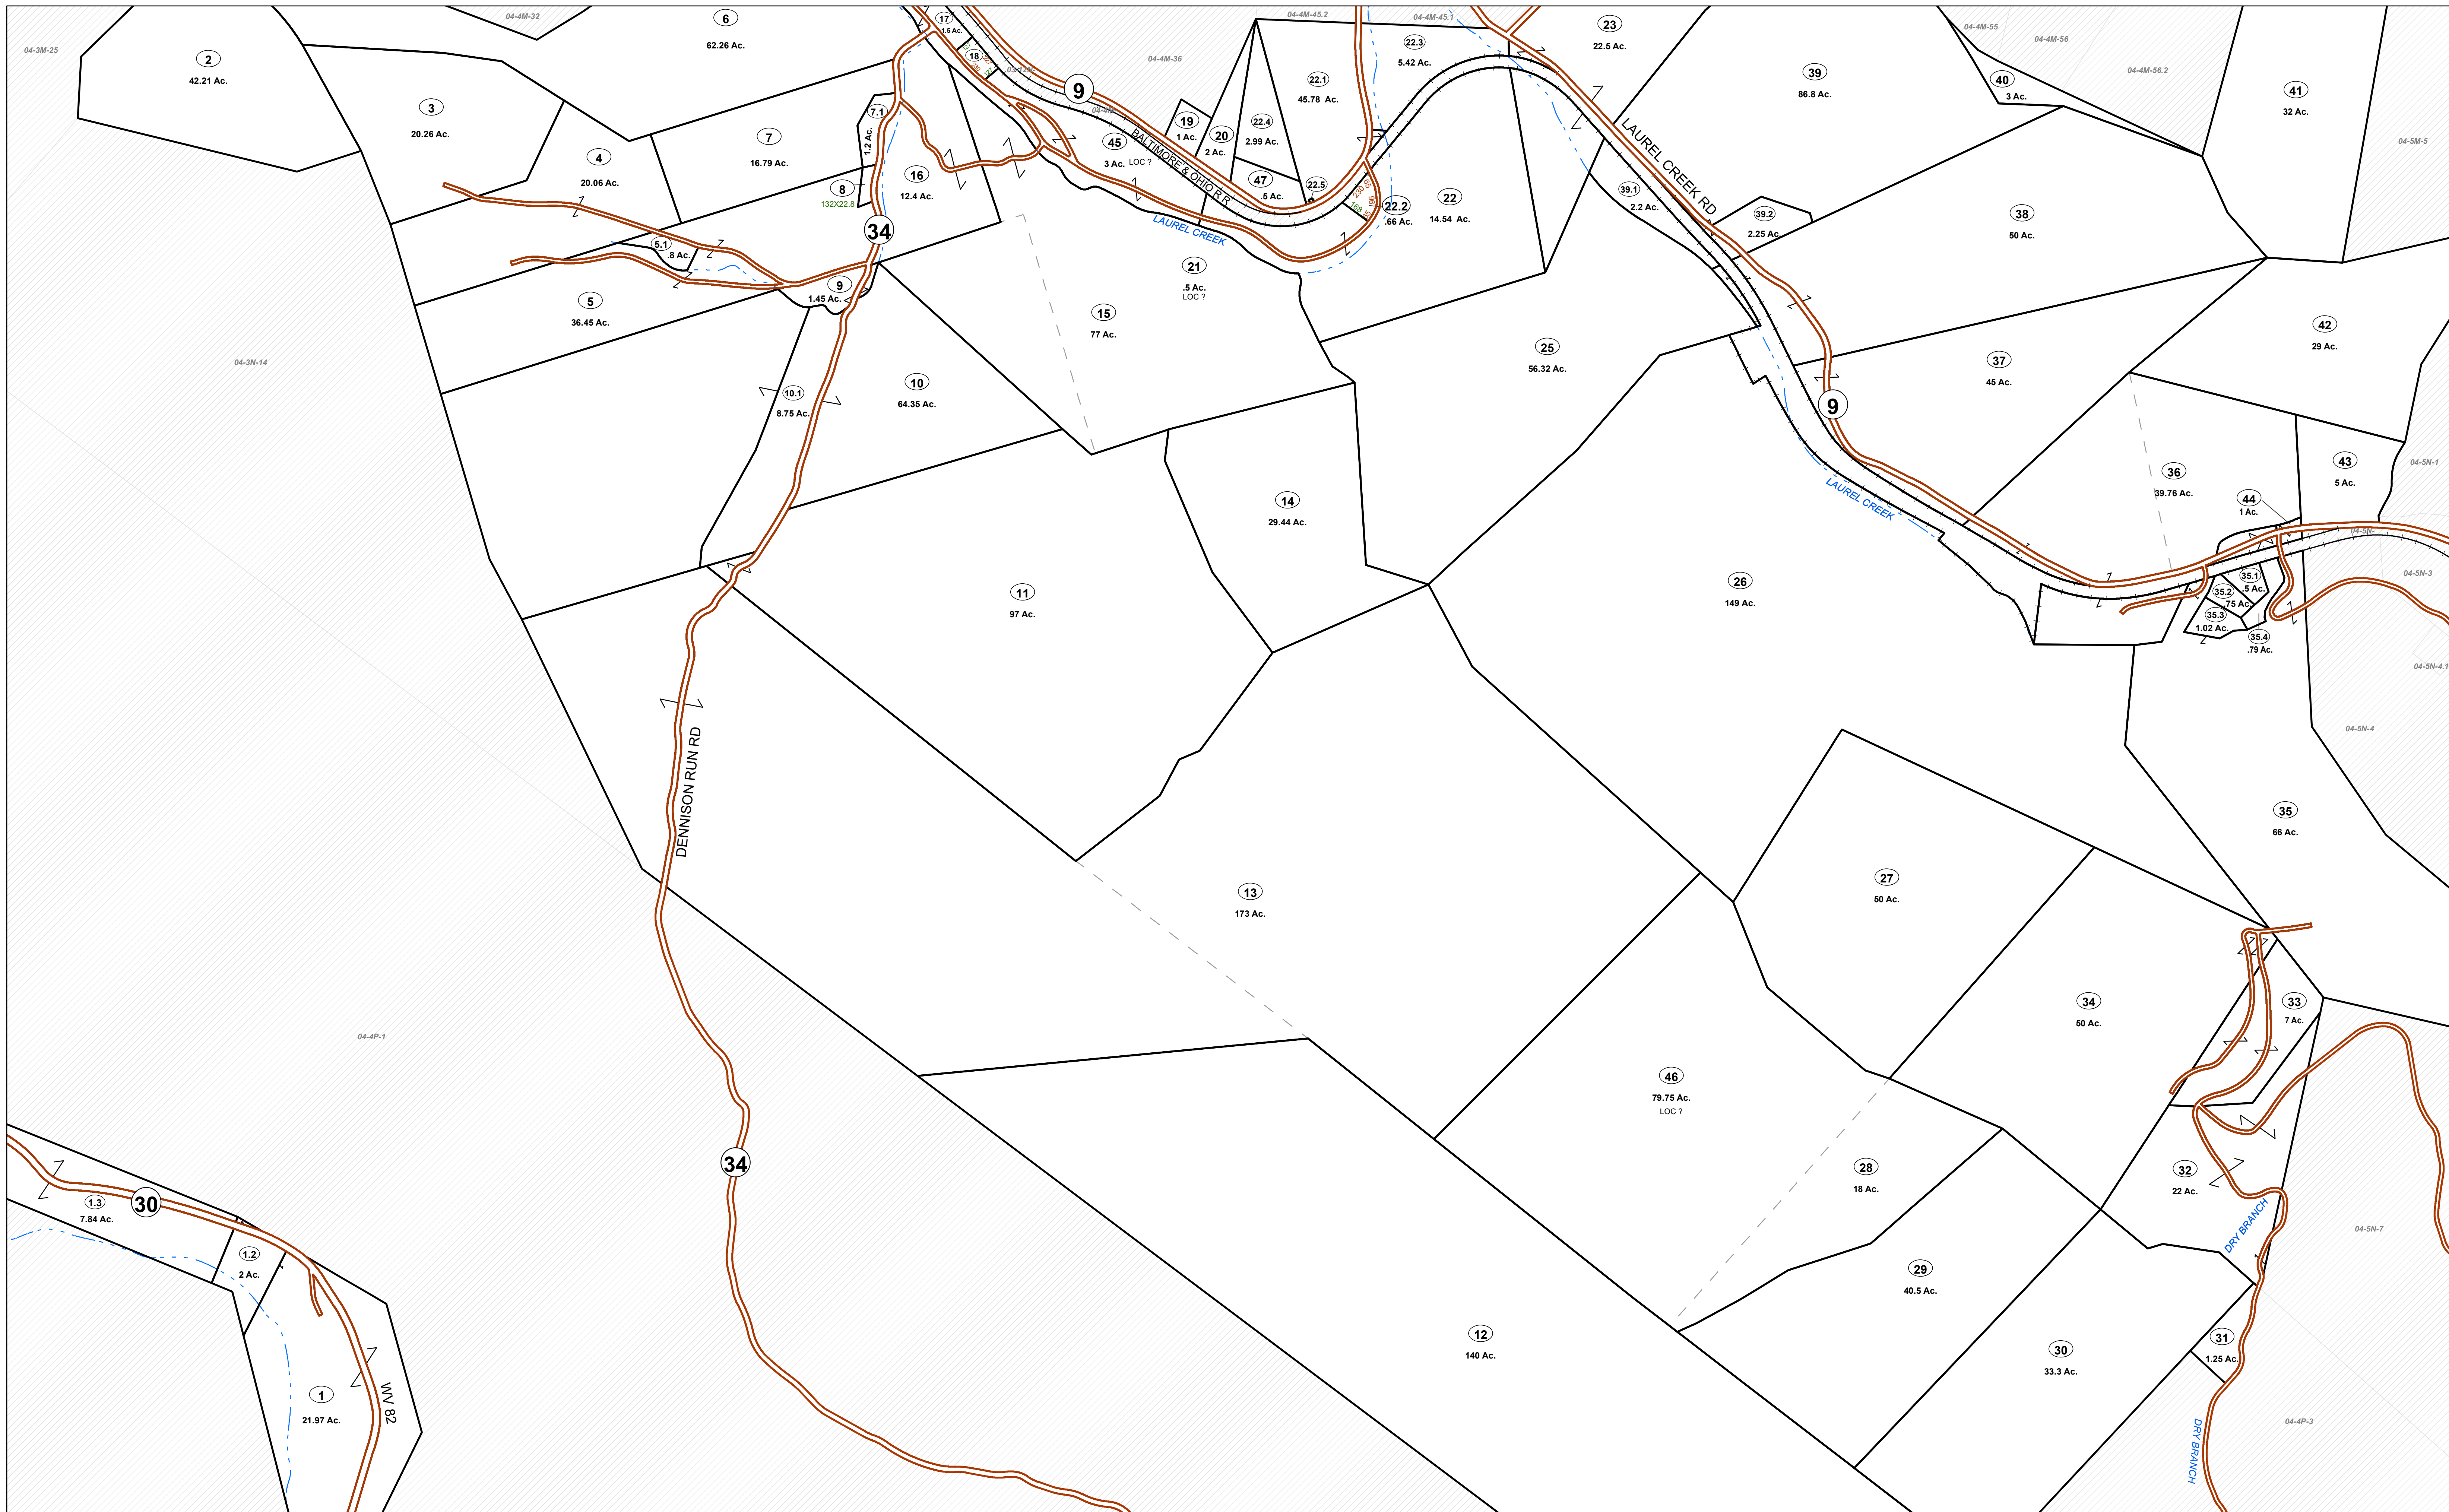 04-4M-32
6
62.26 Ac.
17
1.5 Ac.
18
04-4M-36
04-4M-45.2
04-4M-45.1
23
22.5 Ac.
04-4M-55
04-4M-56
04-4M-56.2
04-3M-25
2
42.21 Ac.
3
20.26 Ac.
4
20.06 Ac.
7
16.79 Ac.
7.1
1.2 Ac.
8
132X22.8
16
12.4 Ac.
9
45
3 Ac. LOC ?
BALTIMORE & OHIO R R
19
1 Ac.
20
2 Ac.
22.4
2.99 Ac.
22.1
45.78 Ac.
22.3
5.42 Ac.
47
.5 Ac.
22.5
22.2
.66 Ac.
230
168
22
14.54 Ac.
LAUREL CREEK RD
39
86.8 Ac.
40
3 Ac.
41
32 Ac.
04-5M-5
39.1
2.2 Ac.
39.2
2.25 Ac.
38
50 Ac.
34
LAUREL CREEK
5.1
.8 Ac.
9
1.45 Ac.
5
36.45 Ac.
21
.5 Ac.
LOC ?
15
77 Ac.
25
56.32 Ac.
37
45 Ac.
42
29 Ac.
04-3N-14
10.1
8.75 Ac.
10
64.35 Ac.
9
LAUREL CREEK
36
39.76 Ac.
43
5 Ac.
04-5N-1
44
1 Ac.
04-5N-
14
29.44 Ac.
11
97 Ac.
26
149 Ac.
35.1
.5 Ac.
35.2
.75 Ac.
35.3
1.02 Ac.
35.4
.79 Ac.
04-5N-3
04-5N-4.1
04-5N-4
DENNISON RUN RD
35
66 Ac.
13
173 Ac.
27
50 Ac.
34
50 Ac.
33
7 Ac.
04-4P-1
46
79.75 Ac.
LOC ?
28
18 Ac.
32
22 Ac.
DRY BRANCH
04-5N-7
34
30
1.3
7.84 Ac.
1.2
2 Ac.
29
40.5 Ac.
12
140 Ac.
30
33.3 Ac.
31
1.25 Ac.
1
21.97 Ac.
WV 82
DRY BRANCH
04-4P-3